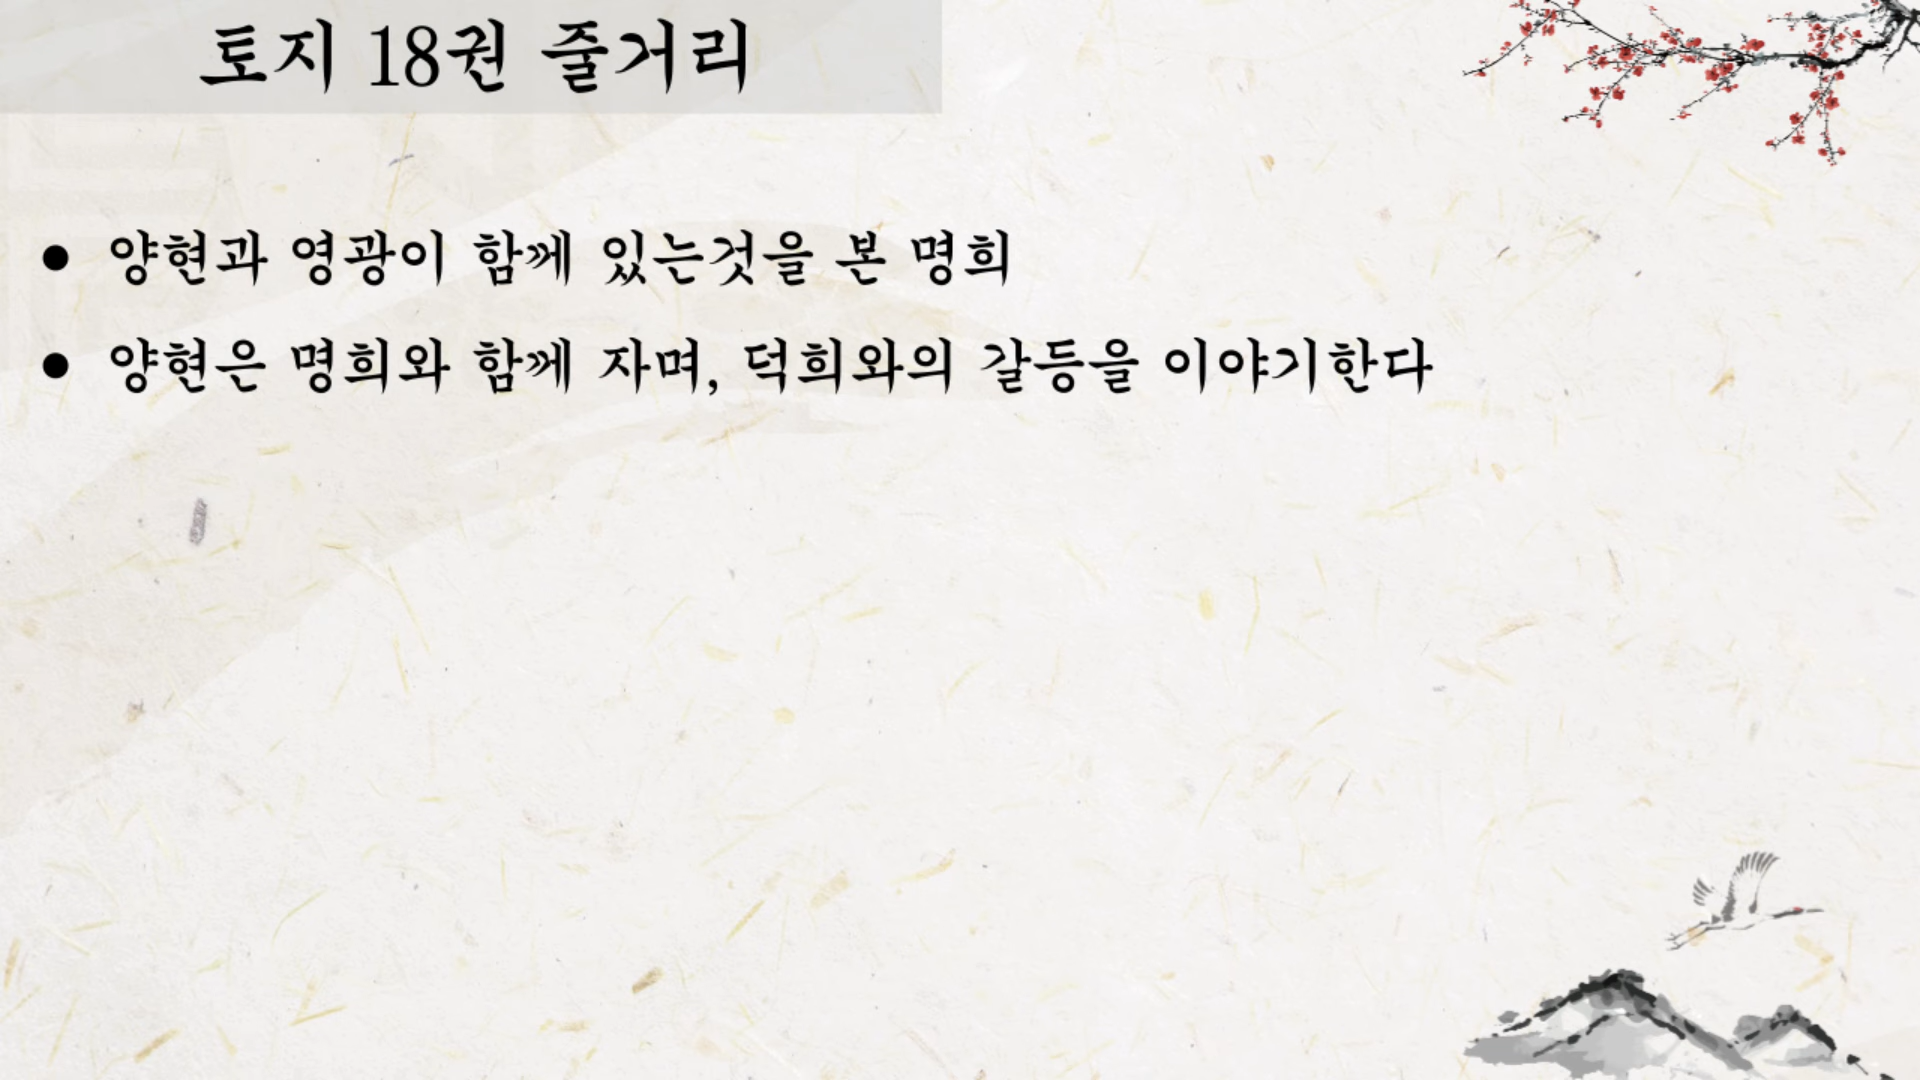 토지 18권 줄거리
● 양현과 영광이 함께 있는것을 본 명희
● 양현은 명희와 함께 자며, 덕희와의 갈등을 이야기한다